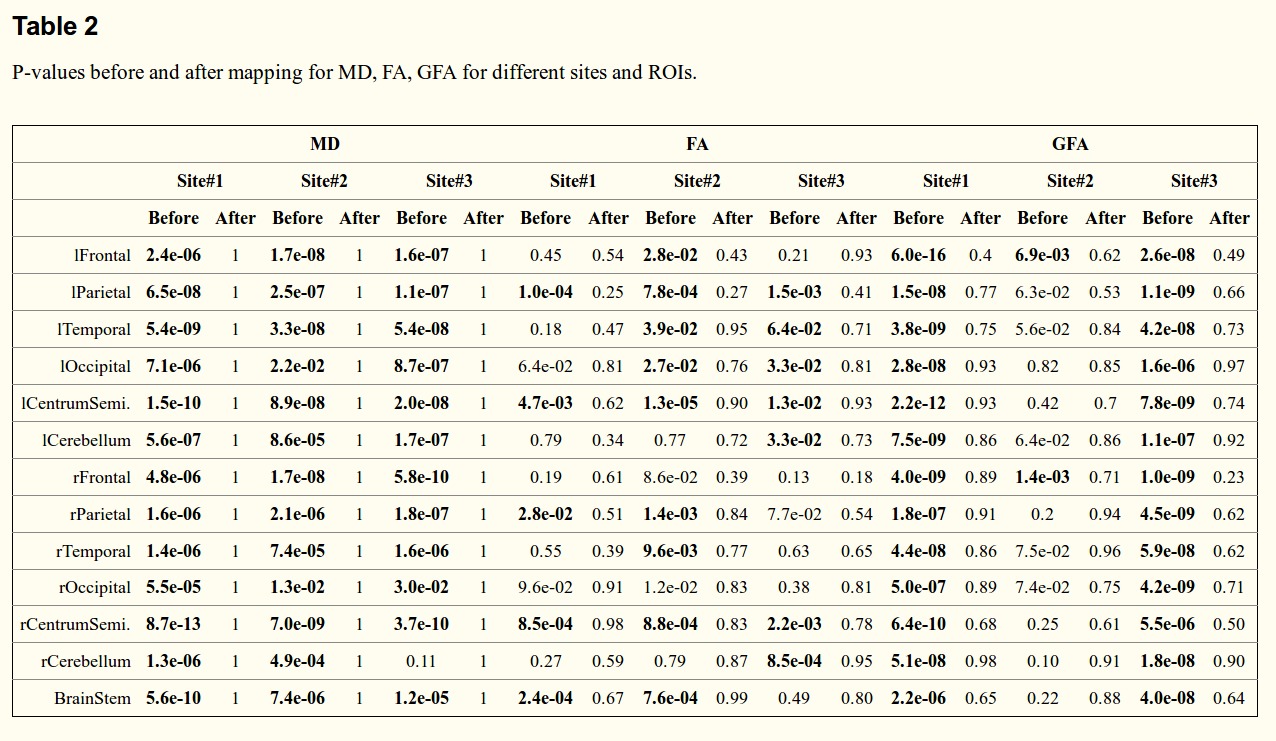 Table 2
P-values before and after mapping for MD, FA, GFA for different sites and ROIs.
MD FA GFA
Site#1 Site#2 Site#3 Site#1 Site#2 Site#3 Site#1 Site#2 Site#3
Before After Before After Before After Before After Before After Before After Before After Before After Before After
lFrontal 2.4e-06 1 1.7e-08 1 1.6e-07 1 0.45 0.54 2.8e-02 0.43 0.21 0.93 6.0e-16 0.4 6.9e-03 0.62 2.6e-08 0.49
lParietal 6.5e-08 1 2.5e-07 1 1.1e-07 1 1.0e-04 0.25 7.8e-04 0.27 1.5e-03 0.41 1.5e-08 0.77 6.3e-02 0.53 1.1e-09 0.66
lTemporal 5.4e-09 1 3.3e-08 1 5.4e-08 1 0.18 0.47 3.9e-02 0.95 6.4e-02 0.71 3.8e-09 0.75 5.6e-02 0.84 4.2e-08 0.73
lOccipital 7.1e-06 1 2.2e-02 1 8.7e-07 1 6.4e-02 0.81 2.7e-02 0.76 3.3e-02 0.81 2.8e-08 0.93 0.82 0.85 1.6e-06 0.97
lCentrumSemi. 1.5e-10 1 8.9e-08 1 2.0e-08 1 4.7e-03 0.62 1.3e-05 0.90 1.3e-02 0.93 2.2e-12 0.93 0.42 0.7 7.8e-09 0.74
lCerebellum 5.6e-07 1 8.6e-05 1 1.7e-07 1 0.79 0.34 0.77 0.72 3.3e-02 0.73 7.5e-09 0.86 6.4e-02 0.86 1.1e-07 0.92
rFrontal 4.8e-06 1 1.7e-08 1 5.8e-10 1 0.19 0.61 8.6e-02 0.39 0.13 0.18 4.0e-09 0.89 1.4e-03 0.71 1.0e-09 0.23
rParietal 1.6e-06 1 2.1e-06 1 1.8e-07 1 2.8e-02 0.51 1.4e-03 0.84 7.7e-02 0.54 1.8e-07 0.91 0.2 0.94 4.5e-09 0.62
rTemporal 1.4e-06 1 7.4e-05 1 1.6e-06 1 0.55 0.39 9.6e-03 0.77 0.63 0.65 4.4e-08 0.86 7.5e-02 0.96 5.9e-08 0.62
rOccipital 5.5e-05 1 1.3e-02 1 3.0e-02 1 9.6e-02 0.91 1.2e-02 0.83 0.38 0.81 5.0e-07 0.89 7.4e-02 0.75 4.2e-09 0.71
rCentrumSemi. 8.7e-13 1 7.0e-09 1 3.7e-10 1 8.5e-04 0.98 8.8e-04 0.83 2.2e-03 0.78 6.4e-10 0.68 0.25 0.61 5.5e-06 0.50
rCerebellum 1.3e-06 1 4.9e-04 1 0.11 1 0.27 0.59 0.79 0.87 8.5e-04 0.95 5.1e-08 0.98 0.10 0.91 1.8e-08 0.90
BrainStem 5.6e-10 1 7.4e-06 1 1.2e-05 1 2.4e-04 0.67 7.6e-04 0.99 0.49 0.80 2.2e-06 0.65 0.22 0.88 4.0e-08 0.64